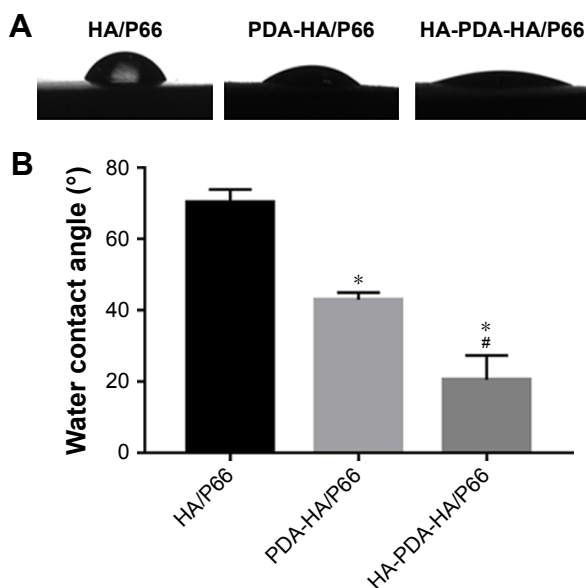 A
HA/P66 PDA-HA/P66 HA-PDA-HA/P66
B
Water contact angle (°)
80
60
40
20
0
*
*
#
HA/P66
PDA-HA/P66
HA-PDA-HA/P66